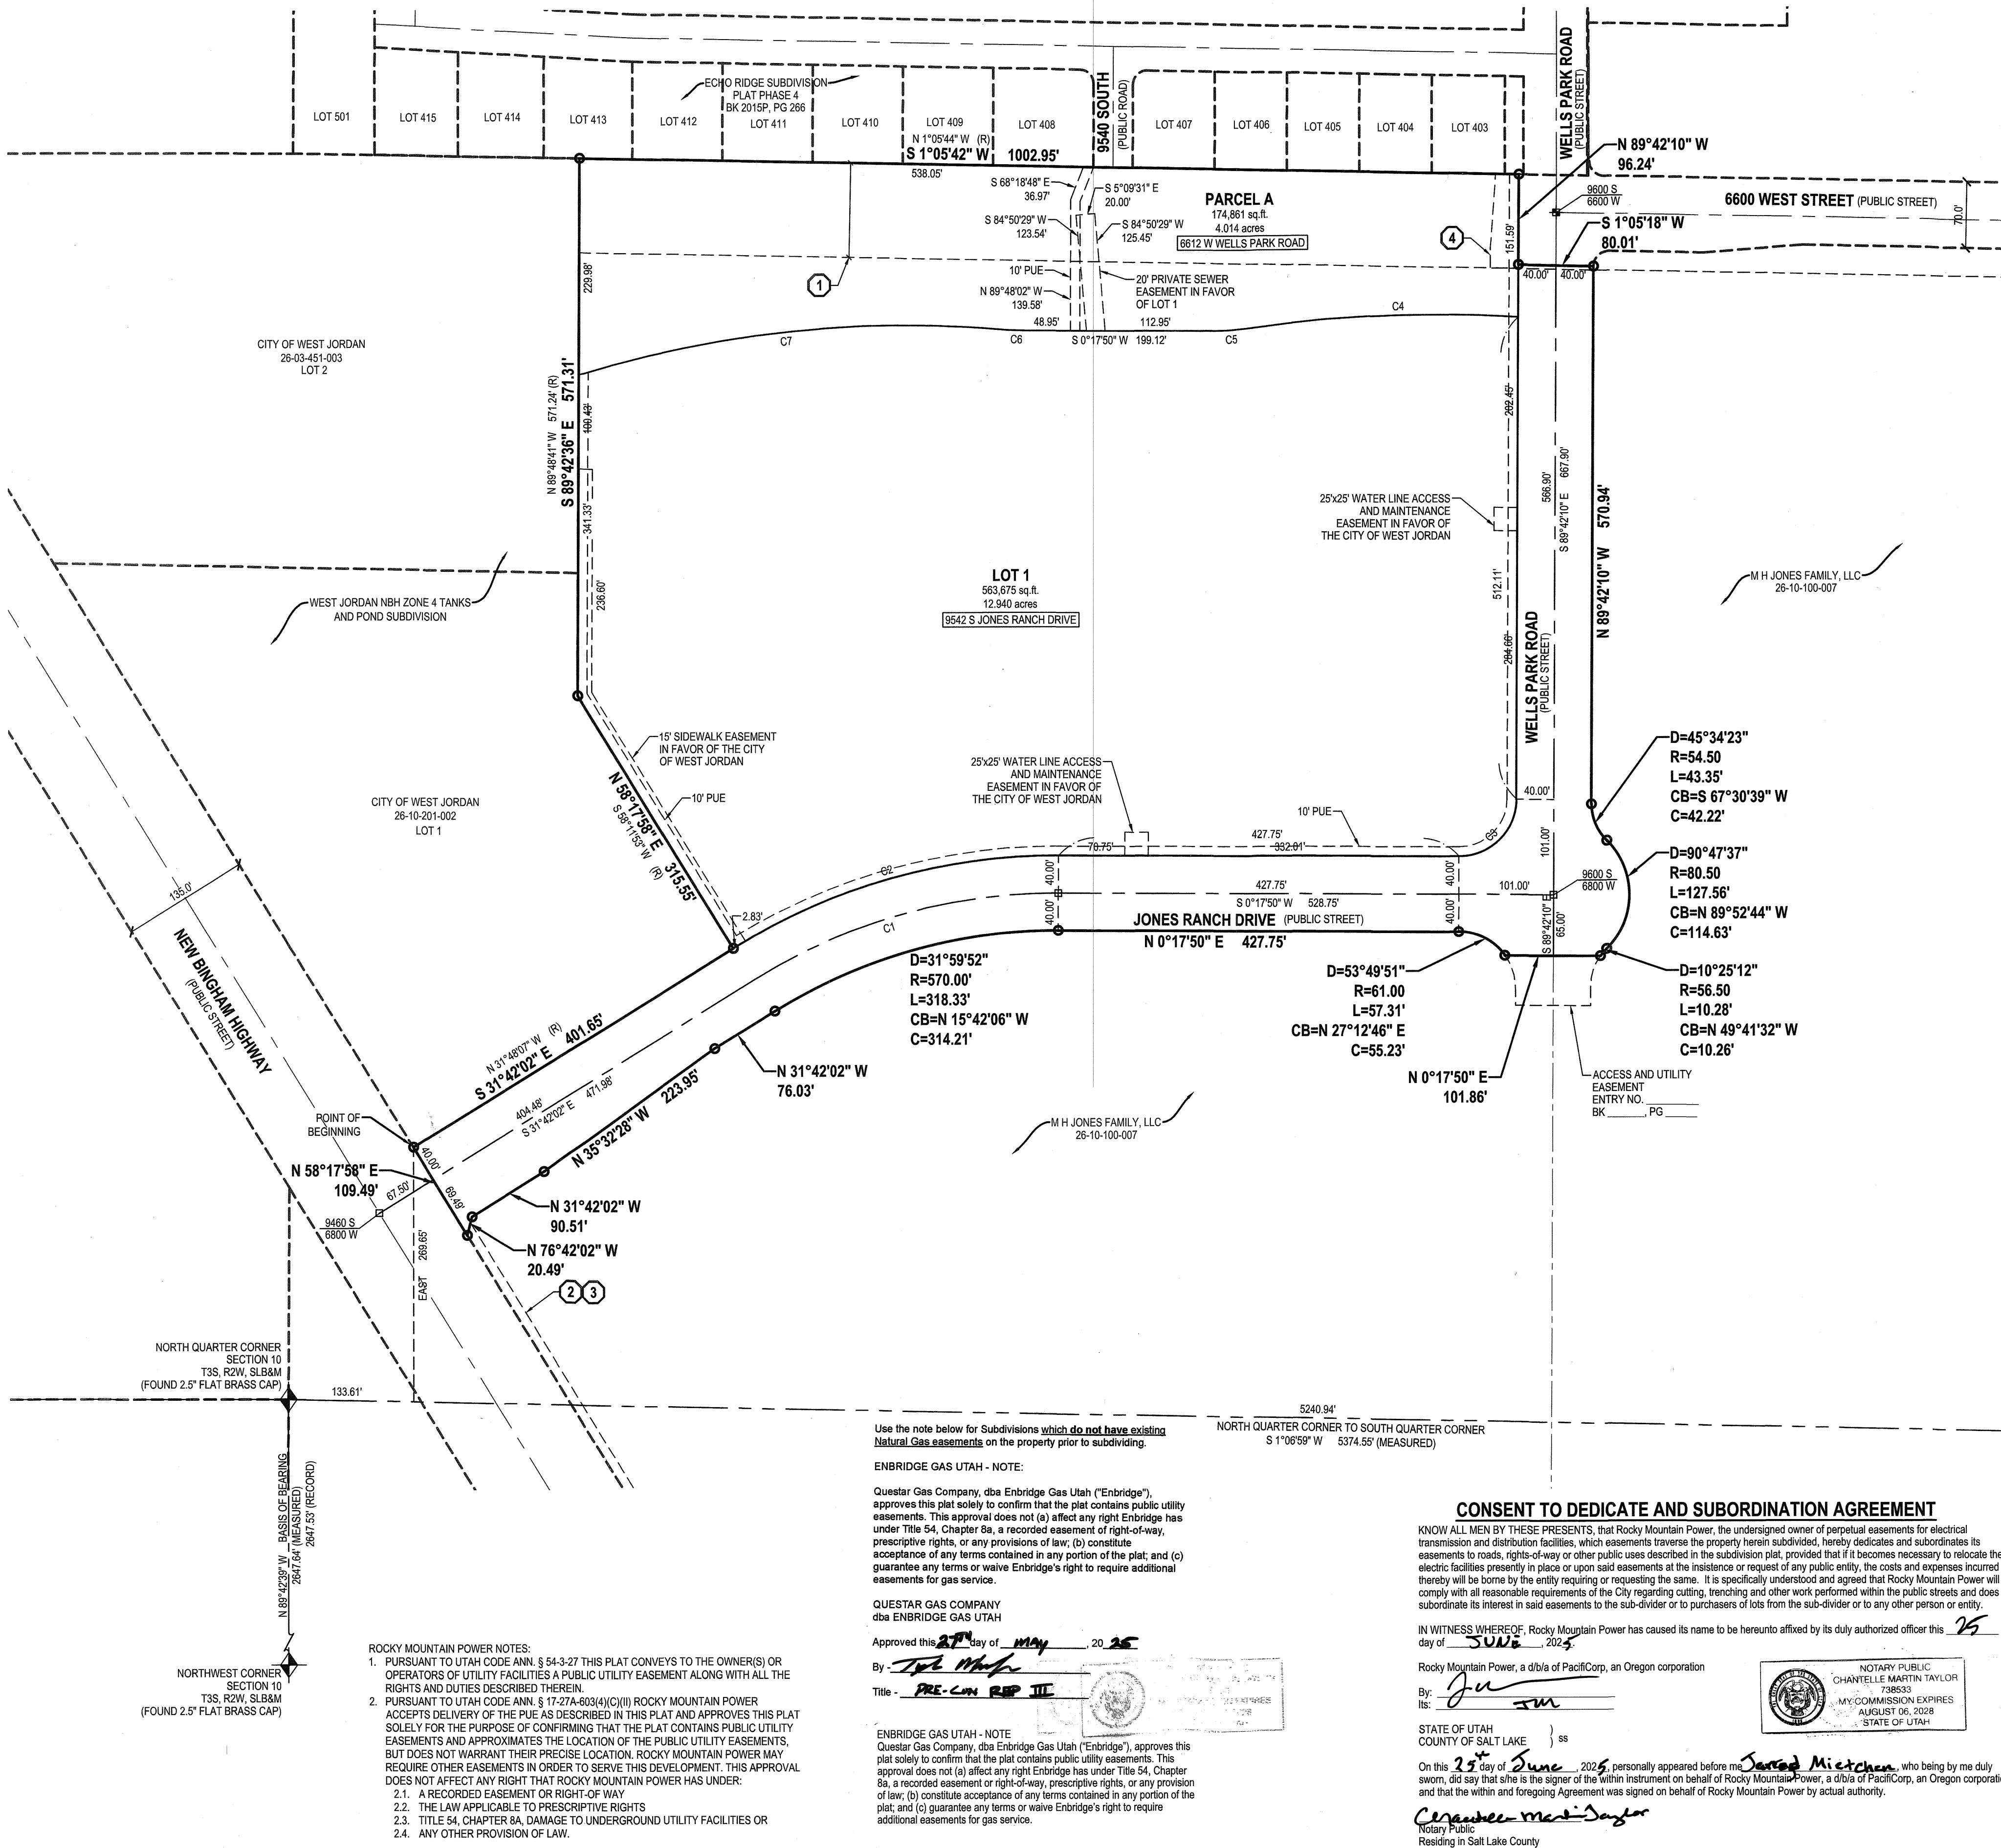 ECHO RIDGE SUBDIVISION
PLAT PHASE 4
BK 2015P, PG 266
LOT 501
LOT 415
LOT 414
LOT 413
LOT 412
LOT 411
LOT 410
LOT 409
LOT 408
9540 SOUTH
(PUBLIC ROAD)
LOT 407
LOT 406
LOT 405
LOT 404
LOT 403
WELLS PARK ROAD
(PUBLIC STREET)
WELLS PARK ROAD
N 1°05'44" W (R)
S 1°05'42" W 1002.95'
538.05'
N 89°42'10" W
96.24'
9600 S
6600 W
6600 WEST STREET (PUBLIC STREET)
70.0'
S 1°05'18" W
80.01'
S 68°18'48" E
36.97'
S 5°09'31" E
20.00'
S 84°50'29" W
123.54'
S 84°50'29" W
125.45'
PARCEL A
174,861 sq.ft.
4.014 acres
6612 W WELLS PARK ROAD
4
151.59'
40.00'
40.00'
1
10' PUE
N 89°48'02" W
139.58'
20' PRIVATE SEWER
EASEMENT IN FAVOR
OF LOT 1
48.95'
112.95'
C4
C7
C6
S 0°17'50" W 199.12'
C5
229.98'
CITY OF WEST JORDAN
26-03-451-003
LOT 2
N 89°48'41" W 571.24' (R)
S 89°42'36" E 571.31'
100.43'
341.33'
236.60'
262.45'
566.90'
S 89°42'10" E 667.90'
N 89°42'10" W 570.94'
25'x25' WATER LINE ACCESS
AND MAINTENANCE
EASEMENT IN FAVOR OF
THE CITY OF WEST JORDAN
512.11'
284.66'
WELLS PARK ROAD
(PUBLIC STREET)
M H JONES FAMILY, LLC
26-10-100-007
LOT 1
563,675 sq.ft.
12.940 acres
9542 S JONES RANCH DRIVE
WEST JORDAN NBH ZONE 4 TANKS
AND POND SUBDIVISION
15' SIDEWALK EASEMENT
IN FAVOR OF THE CITY
OF WEST JORDAN
10' PUE
N 58°17'58" E 315.55'
S 58°11'53" W (R)
CITY OF WEST JORDAN
26-10-201-002
LOT 1
25'x25' WATER LINE ACCESS
AND MAINTENANCE
EASEMENT IN FAVOR OF
THE CITY OF WEST JORDAN
10' PUE
427.75'
70.75'
332.01'
C3
40.00'
101.00'
D=45°34'23"
R=54.50
L=43.35'
CB=S 67°30'39" W
C=42.22'
D=90°47'37"
R=80.50
L=127.56'
CB=N 89°52'44" W
C=114.63'
9600 S
6800 W
C2
2.83'
C1
40.00'
40.00'
40.00'
40.00'
427.75'
S 0°17'50" W 528.75'
101.00'
S 89°42'10" E
65.00'
JONES RANCH DRIVE (PUBLIC STREET)
N 0°17'50" E 427.75'
D=31°59'52"
R=570.00'
L=318.33'
CB=N 15°42'06" W
C=314.21'
D=53°49'51"
R=61.00
L=57.31'
CB=N 27°12'46" E
C=55.23'
D=10°25'12"
R=56.50
L=10.28'
CB=N 49°41'32" W
C=10.26'
N 0°17'50" E
101.86'
ACCESS AND UTILITY
EASEMENT
ENTRY NO.
BK , PG
135.0'
NEW BINGHAM HIGHWAY
(PUBLIC STREET)
N 31°48'07" W (R)
S 31°42'02" E 401.65'
404.48'
S 31°42'02" E 471.98'
N 31°42'02" W
76.03'
N 35°32'28" W 223.95'
POINT OF
BEGINNING
N 58°17'58" E
109.49'
40.00'
67.50'
69.49'
N 31°42'02" W
90.51'
9460 S
6800 W
N 76°42'02" W
20.49'
2
3
EAST 269.65'
M H JONES FAMILY, LLC
26-10-100-007
NORTH QUARTER CORNER
SECTION 10
T3S, R2W, SLB&M
(FOUND 2.5" FLAT BRASS CAP)
133.61'
5240.94'
NORTH QUARTER CORNER TO SOUTH QUARTER CORNER
S 1°06'59" W 5374.55' (MEASURED)
N 89°42'39" W BASIS OF BEARING
2647.64' (MEASURED)
2647.53' (RECORD)
NORTHWEST CORNER
SECTION 10
T3S, R2W, SLB&M
(FOUND 2.5" FLAT BRASS CAP)
ROCKY MOUNTAIN POWER NOTES:
1. PURSUANT TO UTAH CODE ANN. § 54-3-27 THIS PLAT CONVEYS TO THE OWNER(S) OR
OPERATORS OF UTILITY FACILITIES A PUBLIC UTILITY EASEMENT ALONG WITH ALL THE
RIGHTS AND DUTIES DESCRIBED THEREIN.
2. PURSUANT TO UTAH CODE ANN. § 17-27A-603(4)(C)(II) ROCKY MOUNTAIN POWER
ACCEPTS DELIVERY OF THE PUE AS DESCRIBED IN THIS PLAT AND APPROVES THIS PLAT
SOLELY FOR THE PURPOSE OF CONFIRMING THAT THE PLAT CONTAINS PUBLIC UTILITY
EASEMENTS AND APPROXIMATES THE LOCATION OF THE PUBLIC UTILITY EASEMENTS,
BUT DOES NOT WARRANT THEIR PRECISE LOCATION. ROCKY MOUNTAIN POWER MAY
REQUIRE OTHER EASEMENTS IN ORDER TO SERVE THIS DEVELOPMENT. THIS APPROVAL
DOES NOT AFFECT ANY RIGHT THAT ROCKY MOUNTAIN POWER HAS UNDER:
2.1. A RECORDED EASEMENT OR RIGHT-OF WAY
2.2. THE LAW APPLICABLE TO PRESCRIPTIVE RIGHTS
2.3. TITLE 54, CHAPTER 8A, DAMAGE TO UNDERGROUND UTILITY FACILITIES OR
2.4. ANY OTHER PROVISION OF LAW.
Use the note below for Subdivisions which do not have existing
Natural Gas easements on the property prior to subdividing.
ENBRIDGE GAS UTAH - NOTE:
Questar Gas Company, dba Enbridge Gas Utah ("Enbridge"),
approves this plat solely to confirm that the plat contains public utility
easements. This approval does not (a) affect any right Enbridge has
under Title 54, Chapter 8a, a recorded easement of right-of-way,
prescriptive rights, or any provisions of law; (b) constitute
acceptance of any terms contained in any portion of the plat; and (c)
guarantee any terms or waive Enbridge's right to require additional
easements for gas service.
QUESTAR GAS COMPANY
dba ENBRIDGE GAS UTAH
Approved this 27TH day of MAY , 20 25
By -
Title - PRE-CON REP III
ENBRIDGE GAS UTAH - NOTE
Questar Gas Company, dba Enbridge Gas Utah ("Enbridge"), approves this
plat solely to confirm that the plat contains public utility easements. This
approval does not (a) affect any right Enbridge has under Title 54, Chapter
8a, a recorded easement or right-of-way, prescriptive rights, or any provision
of law; (b) constitute acceptance of any terms contained in any portion of the
plat; and (c) guarantee any terms or waive Enbridge's right to require
additional easements for gas service.
CONSENT TO DEDICATE AND SUBORDINATION AGREEMENT
KNOW ALL MEN BY THESE PRESENTS, that Rocky Mountain Power, the undersigned owner of perpetual easements for electrical
transmission and distribution facilities, which easements traverse the property herein subdivided, hereby dedicates and subordinates its
easements to roads, rights-of-way or other public uses described in the subdivision plat, provided that if it becomes necessary to relocate the
electric facilities presently in place or upon said easements at the insistence or request of any public entity, the costs and expenses incurred
thereby will be borne by the entity requiring or requesting the same. It is specifically understood and agreed that Rocky Mountain Power will
comply with all reasonable requirements of the City regarding cutting, trenching and other work performed within the public streets and does
subordinate its interest in said easements to the sub-divider or to purchasers of lots from the sub-divider or to any other person or entity.
IN WITNESS WHEREOF, Rocky Mountain Power has caused its name to be hereunto affixed by its duly authorized officer this 25
day of JUNE , 2025.
Rocky Mountain Power, a d/b/a of PacifiCorp, an Oregon corporation
By:
Its: JM
NOTARY PUBLIC
CHANTELLE MARTIN TAYLOR
738533
MY COMMISSION EXPIRES
AUGUST 06, 2028
STATE OF UTAH
STATE OF UTAH )
COUNTY OF SALT LAKE ) ss
On this 25th day of June , 2025, personally appeared before me Jarred Mietchen, who being by me duly
sworn, did say that s/he is the signer of the within instrument on behalf of Rocky Mountain Power, a d/b/a of PacifiCorp, an Oregon corporati
and that the within and foregoing Agreement was signed on behalf of Rocky Mountain Power by actual authority.
Chantelle Martin Taylor
Notary Public
Residing in Salt Lake County